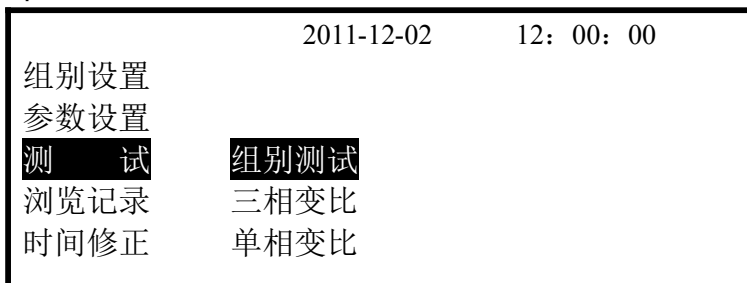 2011-12-02 12：00：00
组别设置
参数设置
测 试 组别测试
浏览记录 三相变比
时间修正 单相变比